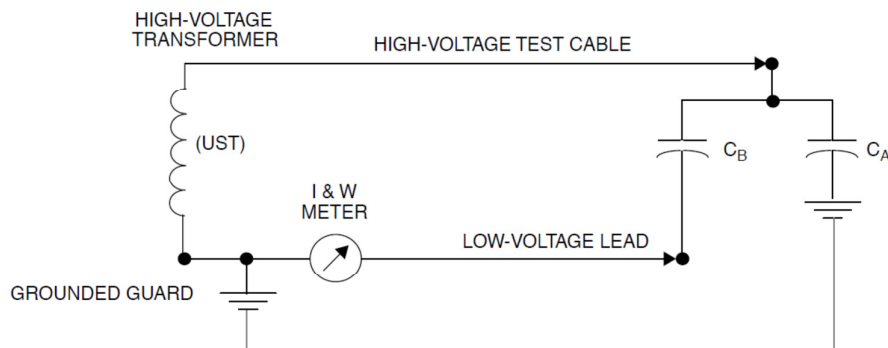 HIGH-VOLTAGE
TRANSFORMER
HIGH-VOLTAGE TEST CABLE
(UST)
C_B
C_A
I & W
METER
LOW-VOLTAGE LEAD
GROUNDED GUARD